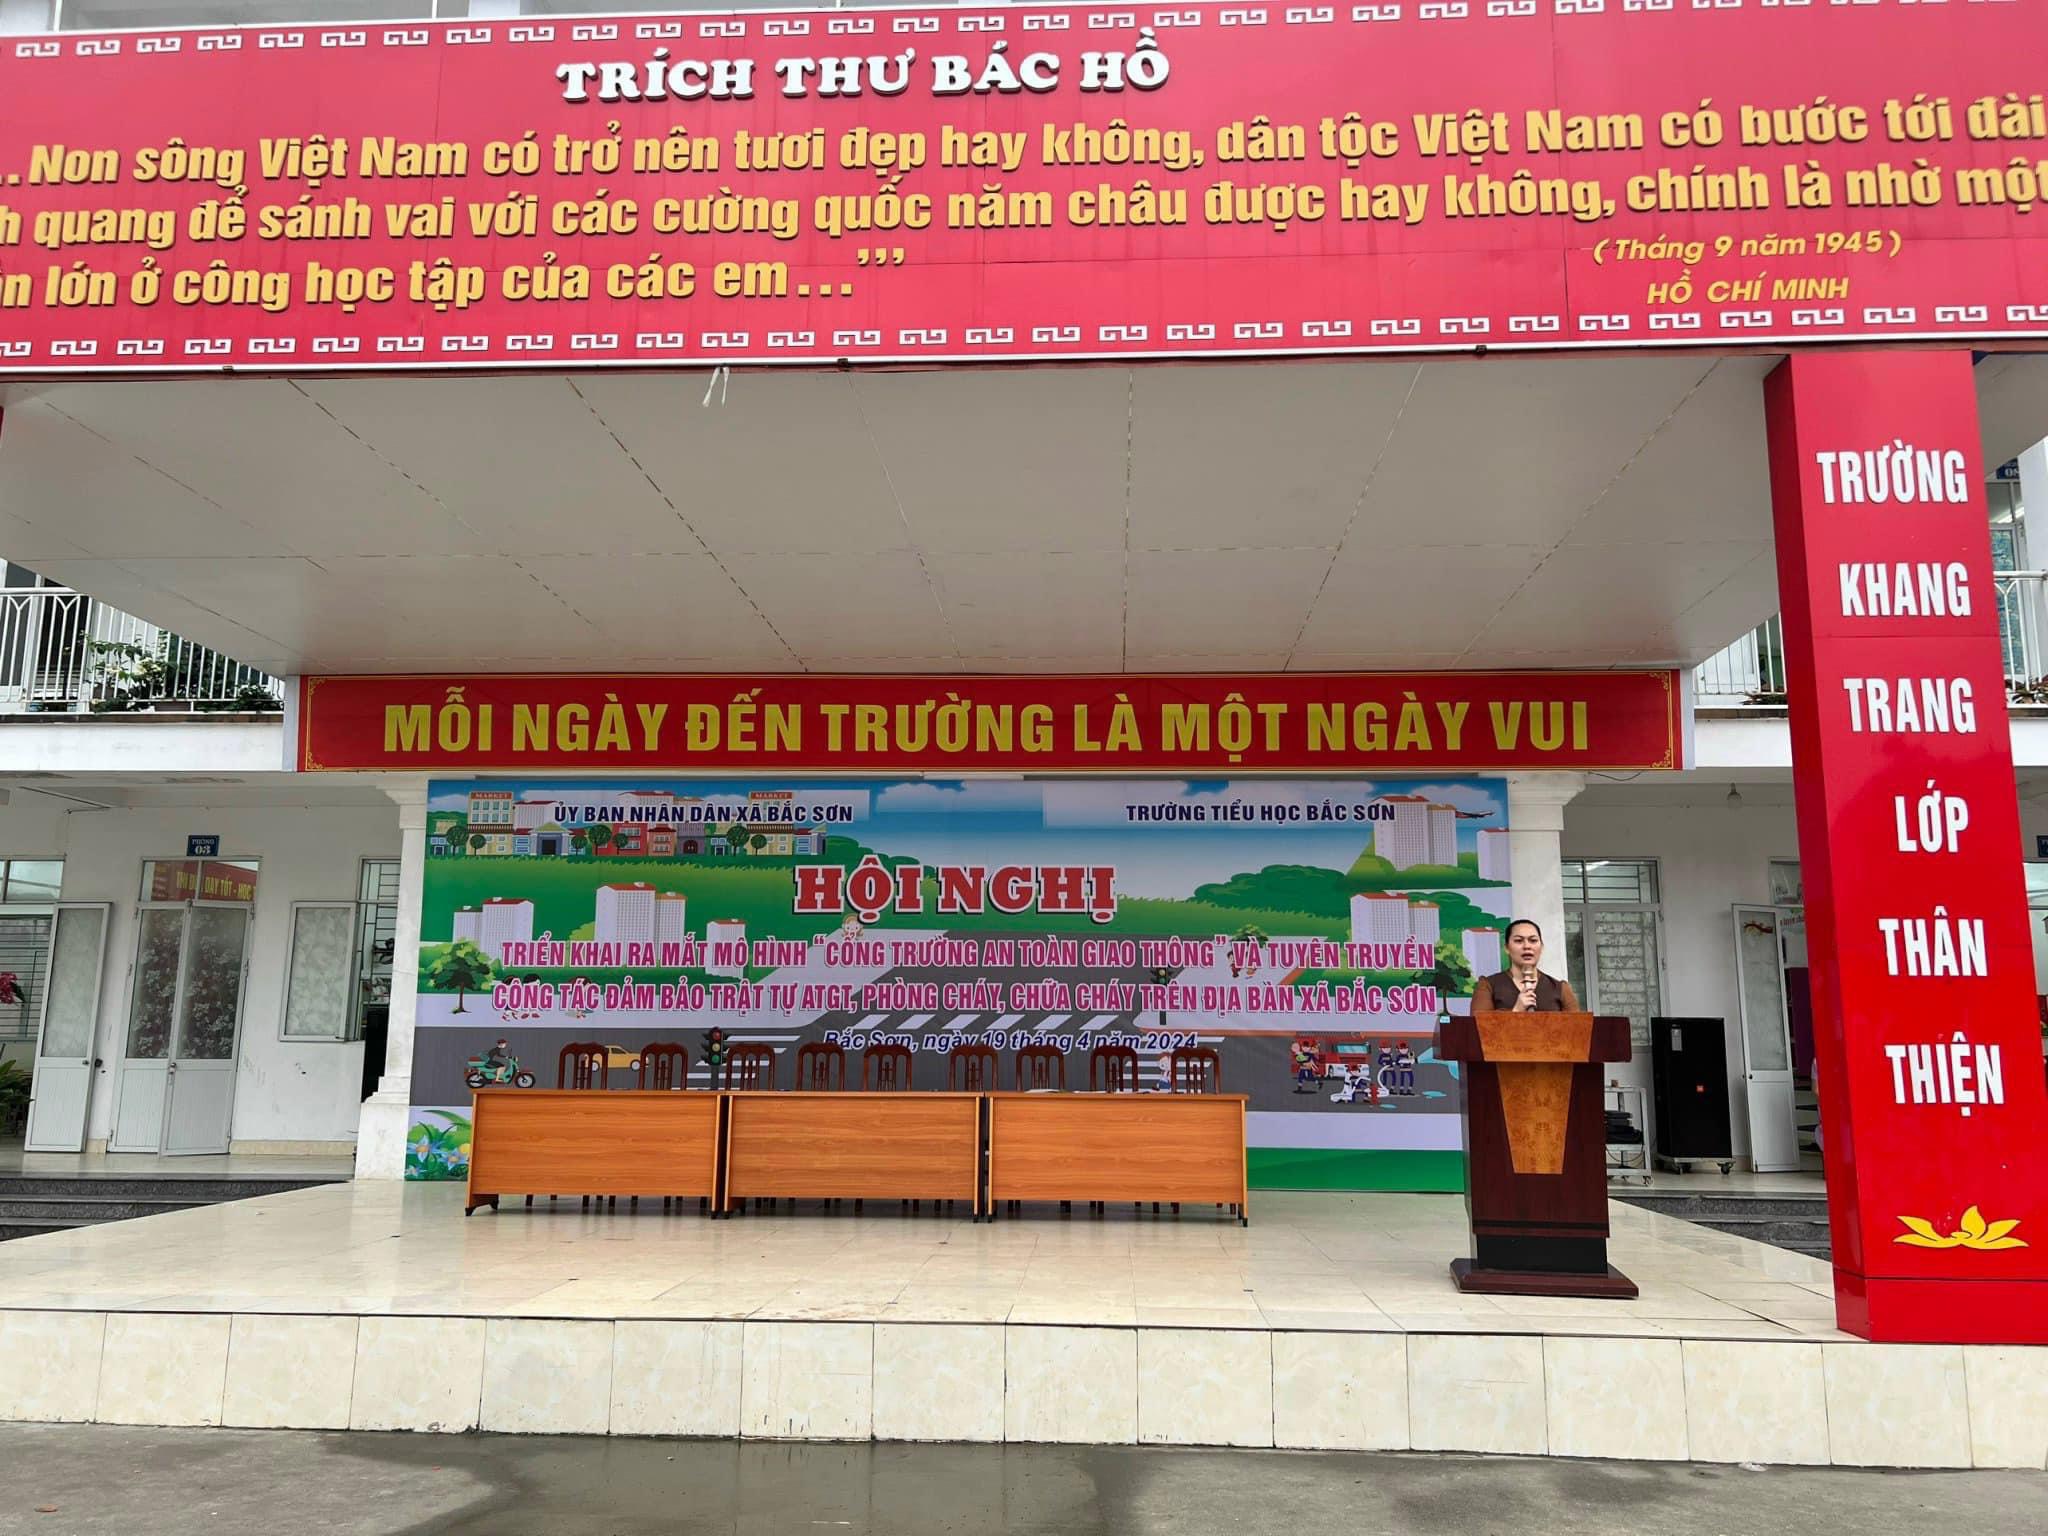 TRÍCH THƯ BÁC HỒ
...Non sông Việt Nam có trở nên tươi đẹp hay không, dân tộc Việt Nam có bước tới đài
quang để sánh vai với các cường quốc năm châu được hay không, chính là nhờ một
lớn ở công học tập của các em...”’
(Tháng 9 năm 1945)
HỒ CHÍ MINH
MỖI NGÀY ĐẾN TRƯỜNG LÀ MỘT NGÀY VUI
MARKET
MARKET
ỦY BAN NHÂN DÂN XÃ BẮC SƠN
TRƯỜNG TIỂU HỌC BẮC SƠN
HỘI NGHỊ
TRIỂN KHAI RA MẮT MÔ HÌNH “CỔNG TRƯỜNG AN TOÀN GIAO THÔNG” VÀ TUYÊN TRUYỀN
CÔNG TÁC ĐẢM BẢO TRẬT TỰ ATGT, PHÒNG CHÁY, CHỮA CHÁY TRÊN ĐỊA BÀN XÃ BẮC SƠN
Bắc Sơn, ngày 19 tháng 4 năm 2024
PHÒNG
03
TRƯỜNG
KHANG
TRANG
LỚP
THÂN
THIỆN